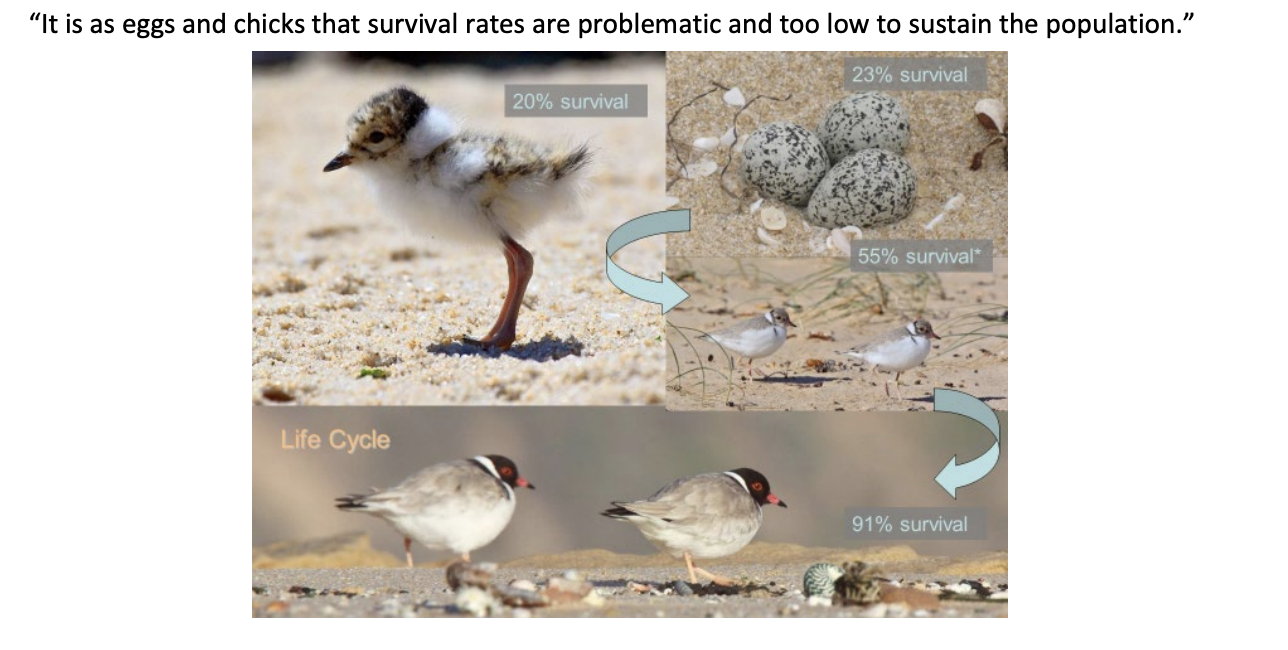 “It is as eggs and chicks that survival rates are problematic and too low to sustain the population.”
20% survival
23% survival
55% survival*
Life Cycle
91% survival